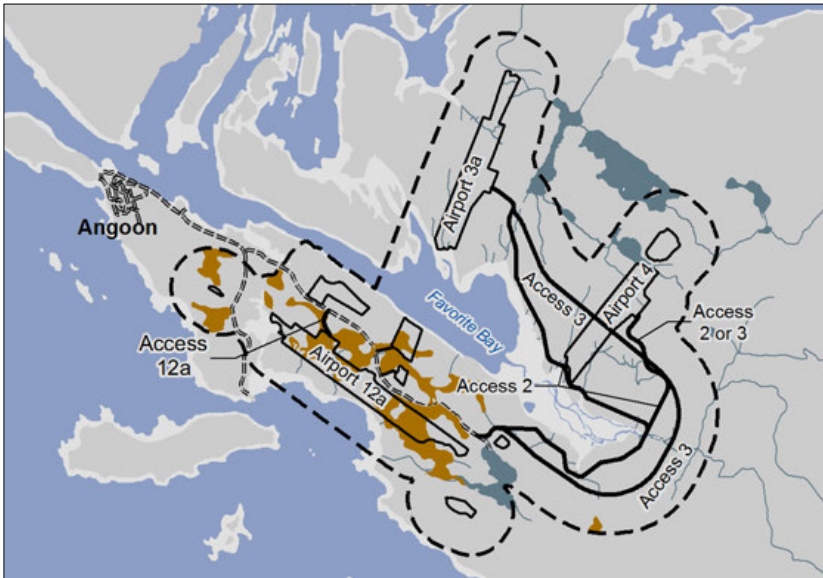 Airport 3a
Angoon
Access 3
Airport 4
Favorite Bay
Access
2 or 3
Access
12a
Airport 12a
Access 2
Access 3